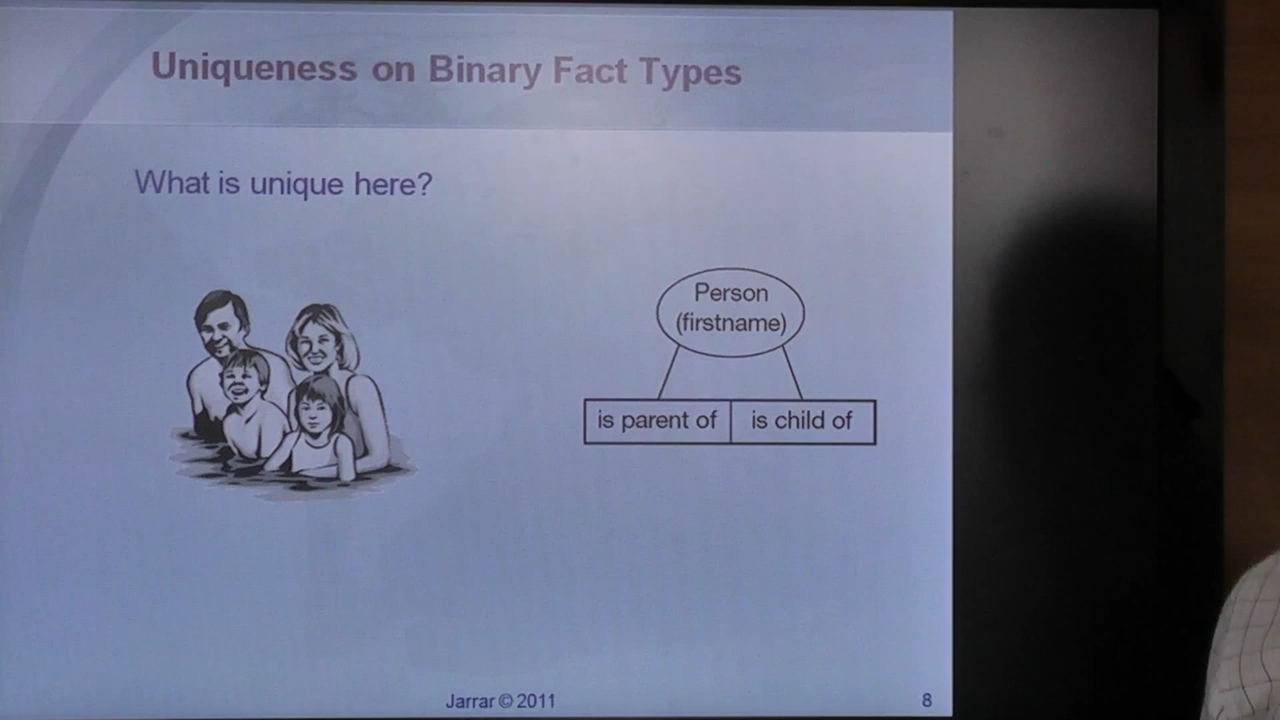 Uniqueness on Binary Fact Types
What is unique here?
Person
(firstname)
is parent of
is child of
Jarrar © 2011
8